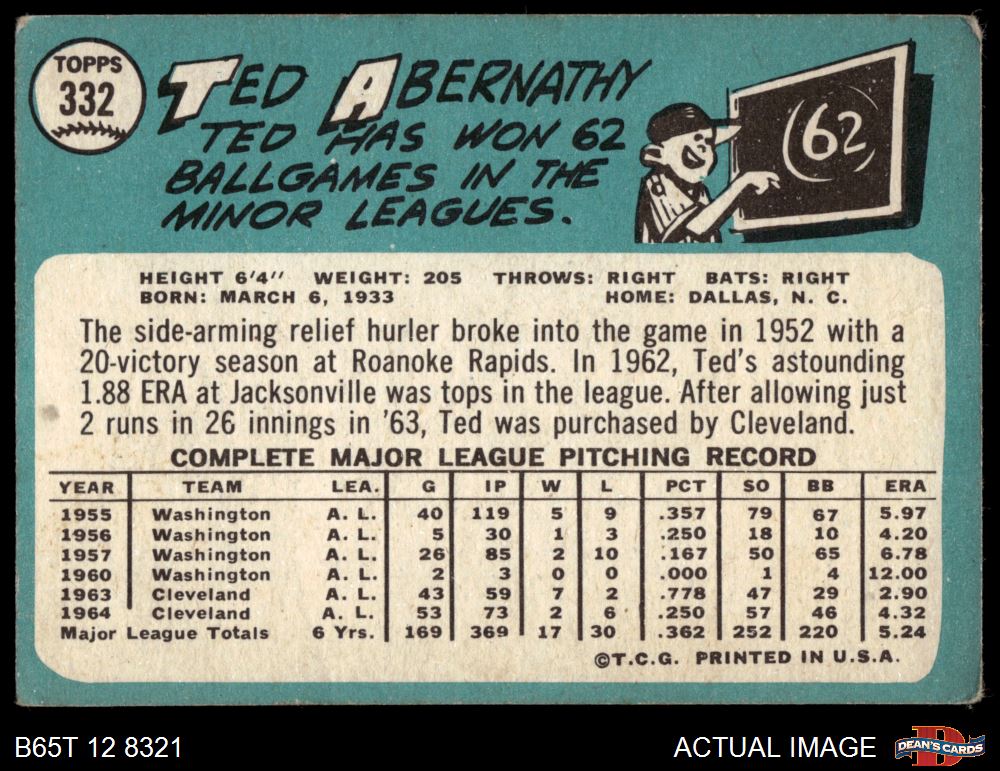 TOPPS
332
TED ABERNATHY
TED HAS WON 62
BALLGAMES IN THE
MINOR LEAGUES.
62
HEIGHT 6'4" WEIGHT: 205 THROWS: RIGHT BATS: RIGHT
BORN: MARCH 6, 1933 HOME: DALLAS, N. C.
The side-arming relief hurler broke into the game in 1952 with a
20-victory season at Roanoke Rapids. In 1962, Ted's astounding
1.88 ERA at Jacksonville was tops in the league. After allowing just
2 runs in 26 innings in '63, Ted was purchased by Cleveland.
COMPLETE MAJOR LEAGUE PITCHING RECORD
YEAR TEAM LEA. G IP W L PCT SO BB ERA
1955 Washington A. L. 40 119 5 9 .357 79 67 5.97
1956 Washington A. L. 5 30 1 3 .250 18 10 4.20
1957 Washington A. L. 26 85 2 10 .167 50 65 6.78
1960 Washington A. L. 2 3 0 0 .000 1 4 12.00
1963 Cleveland A. L. 43 59 7 2 .778 47 29 2.90
1964 Cleveland A. L. 53 73 2 6 .250 57 46 4.32
Major League Totals 6 Yrs. 169 369 17 30 .362 252 220 5.24
©T.C.G. PRINTED IN U.S.A.
B65T 12 8321
ACTUAL IMAGE
D
DEAN'S CARDS